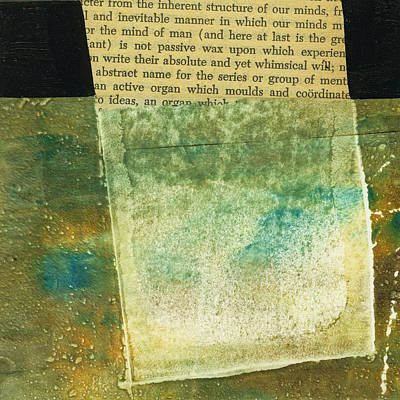 cter from the inherent structure of our minds, fr
l and inevitable manner in which our minds m
or the mind of man (and here at last is the gre
ant) is not passive wax upon which experien
n write their absolute and yet whimsical will; n
abstract name for the series or group of ment
an active organ which moulds and coördinate
o ideas, an organ which